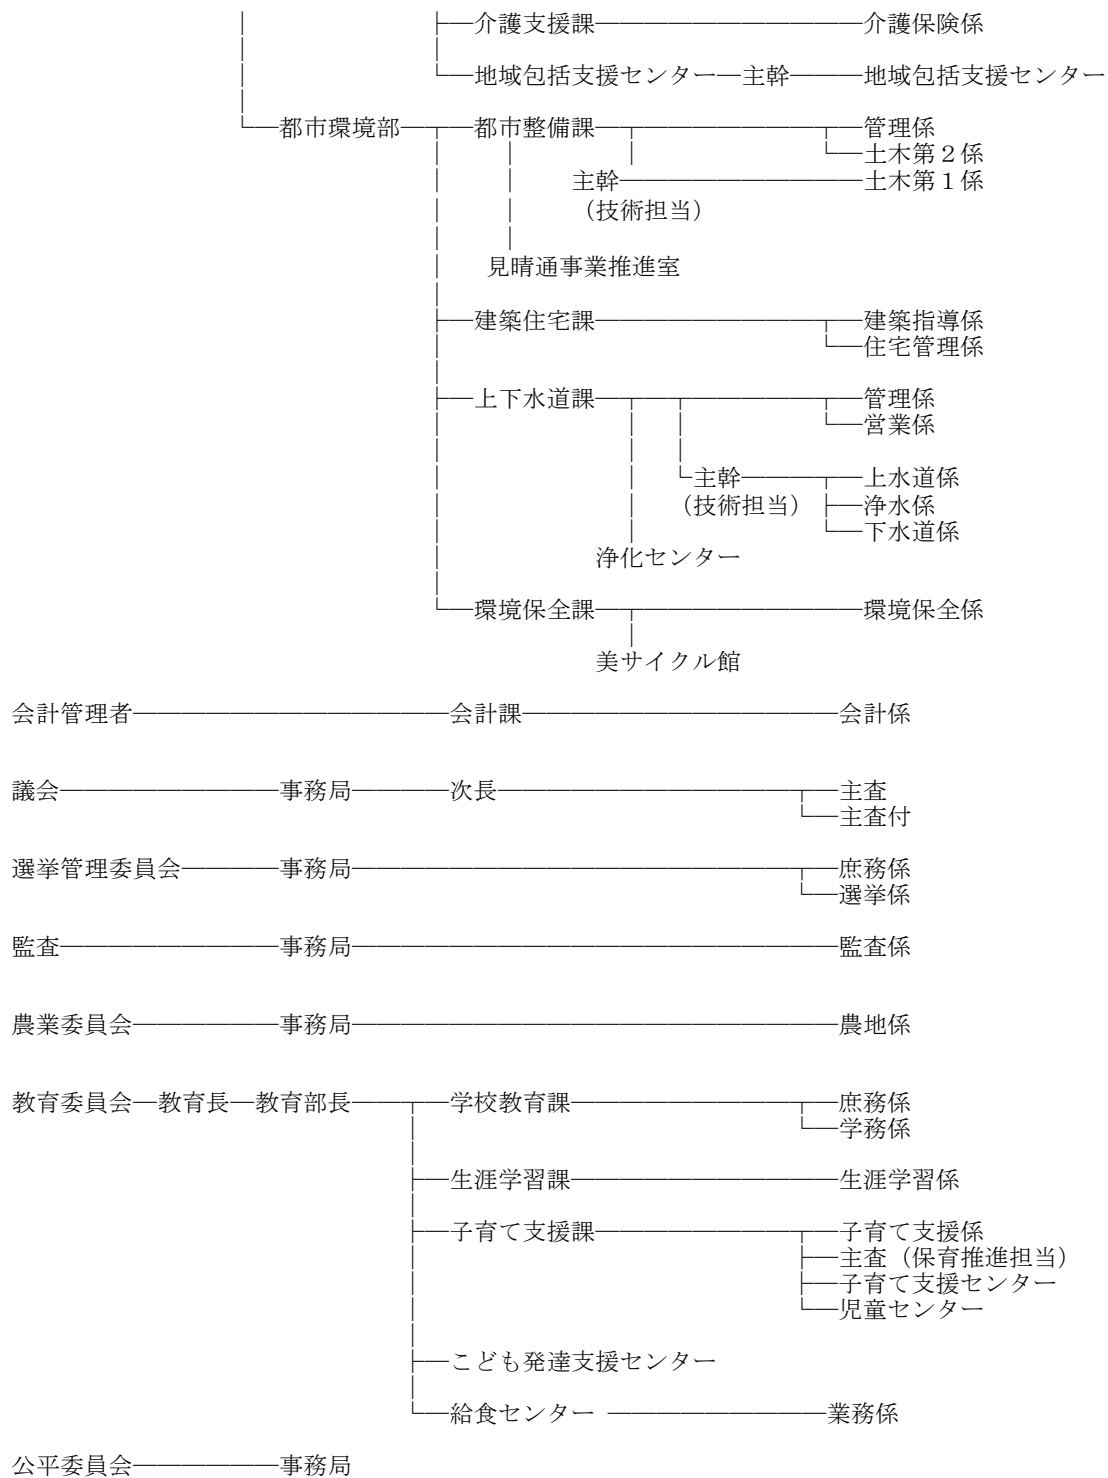 介護支援課 介護保険係
地域包括支援センター 主幹 地域包括支援センター
都市環境部 都市整備課 管理係
土木第2係
主幹 土木第1係
(技術担当)
見晴通事業推進室
建築住宅課 建築指導係
住宅管理係
上下水道課 管理係
営業係
主幹 上水道係
(技術担当) 浄水係
下水道係
浄化センター
環境保全課 環境保全係
美サイクル館
会計管理者 会計課 会計係
議会 事務局 次長 主査
主査付
選挙管理委員会 事務局 庶務係
選挙係
監査 事務局 監査係
農業委員会 事務局 農地係
教育委員会 教育長 教育部長 学校教育課 庶務係
学務係
生涯学習課 生涯学習係
子育て支援課 子育て支援係
主査(保育推進担当)
子育て支援センター
児童センター
こども発達支援センター
給食センター 業務係
公平委員会 事務局